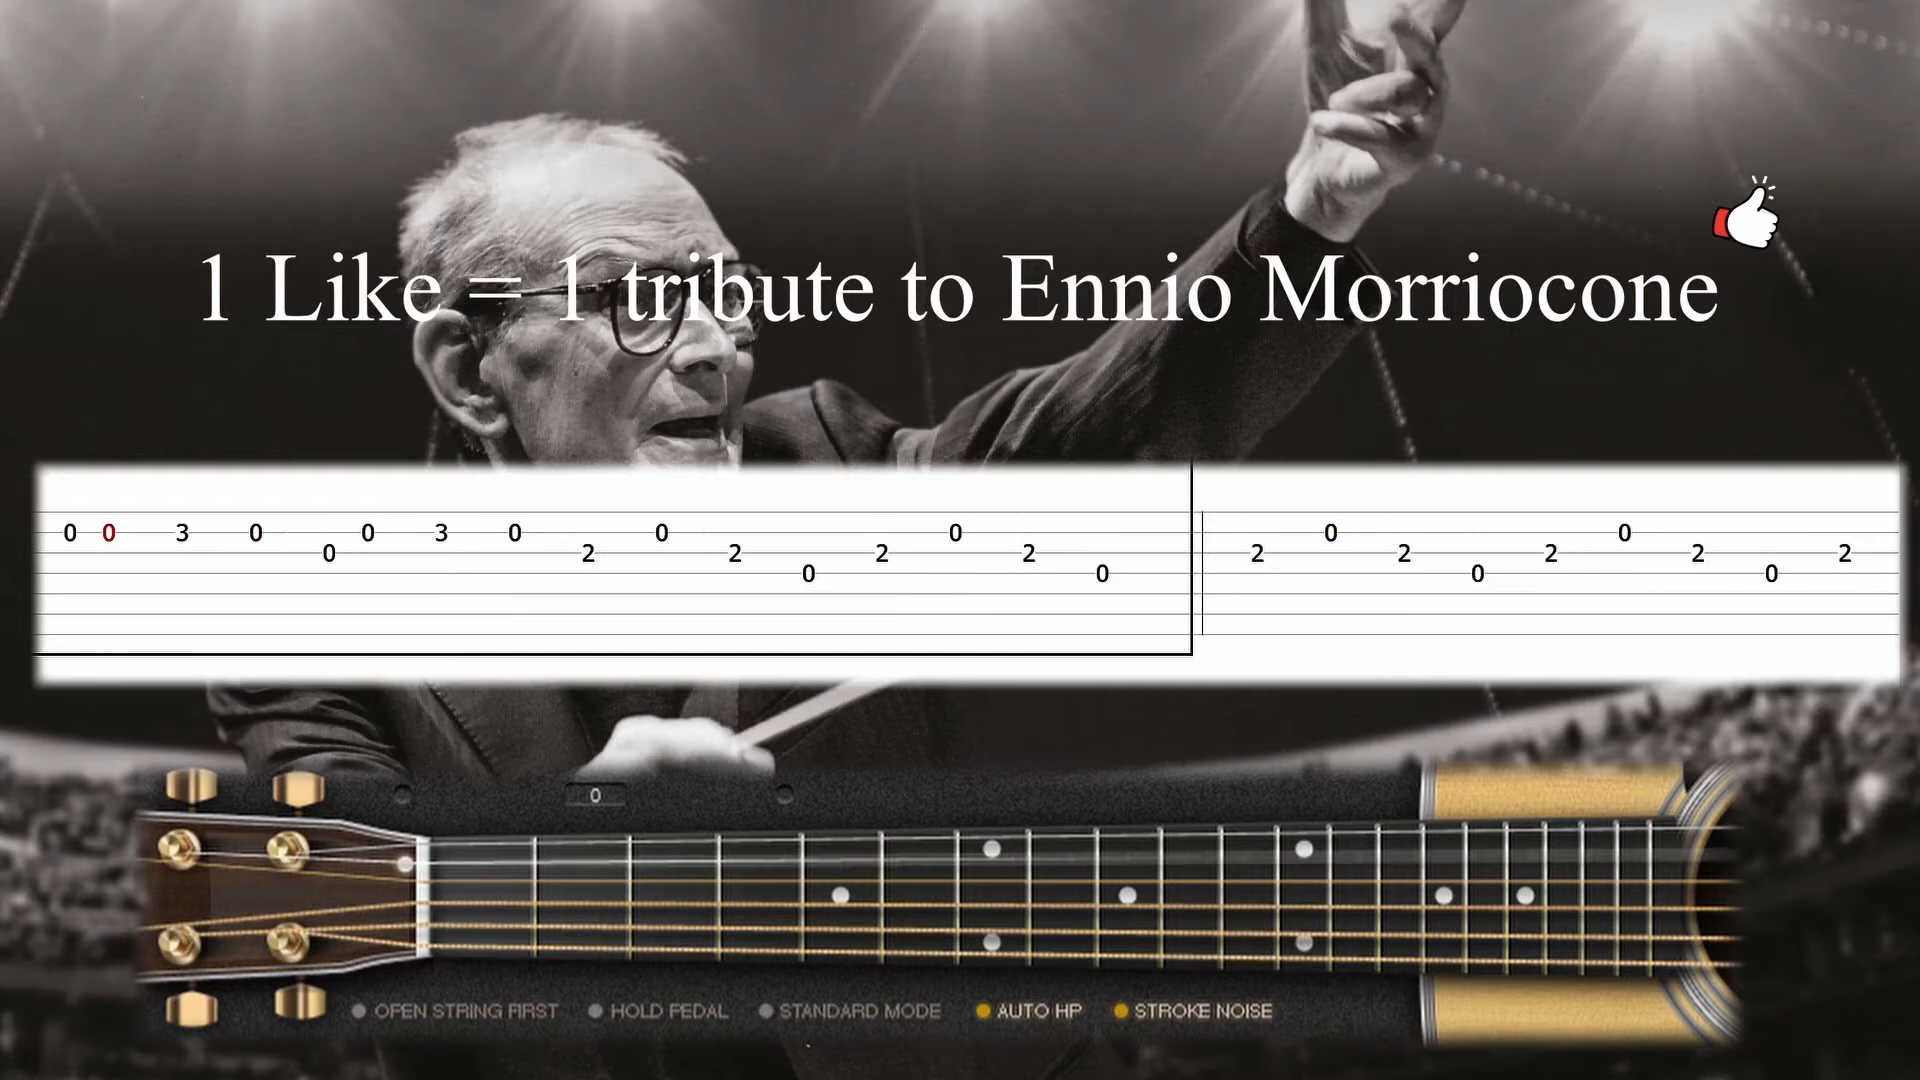 1 Like = 1 tribute to Ennio Morriocone
0 0 3 0 0 3 0 0 0 0
0 2 2 2 2 2 2 2 2 2
0 0 0 0
0
OPEN STRING FIRST HOLD PEDAL STANDARD MODE AUTO HP STROKE NOISE